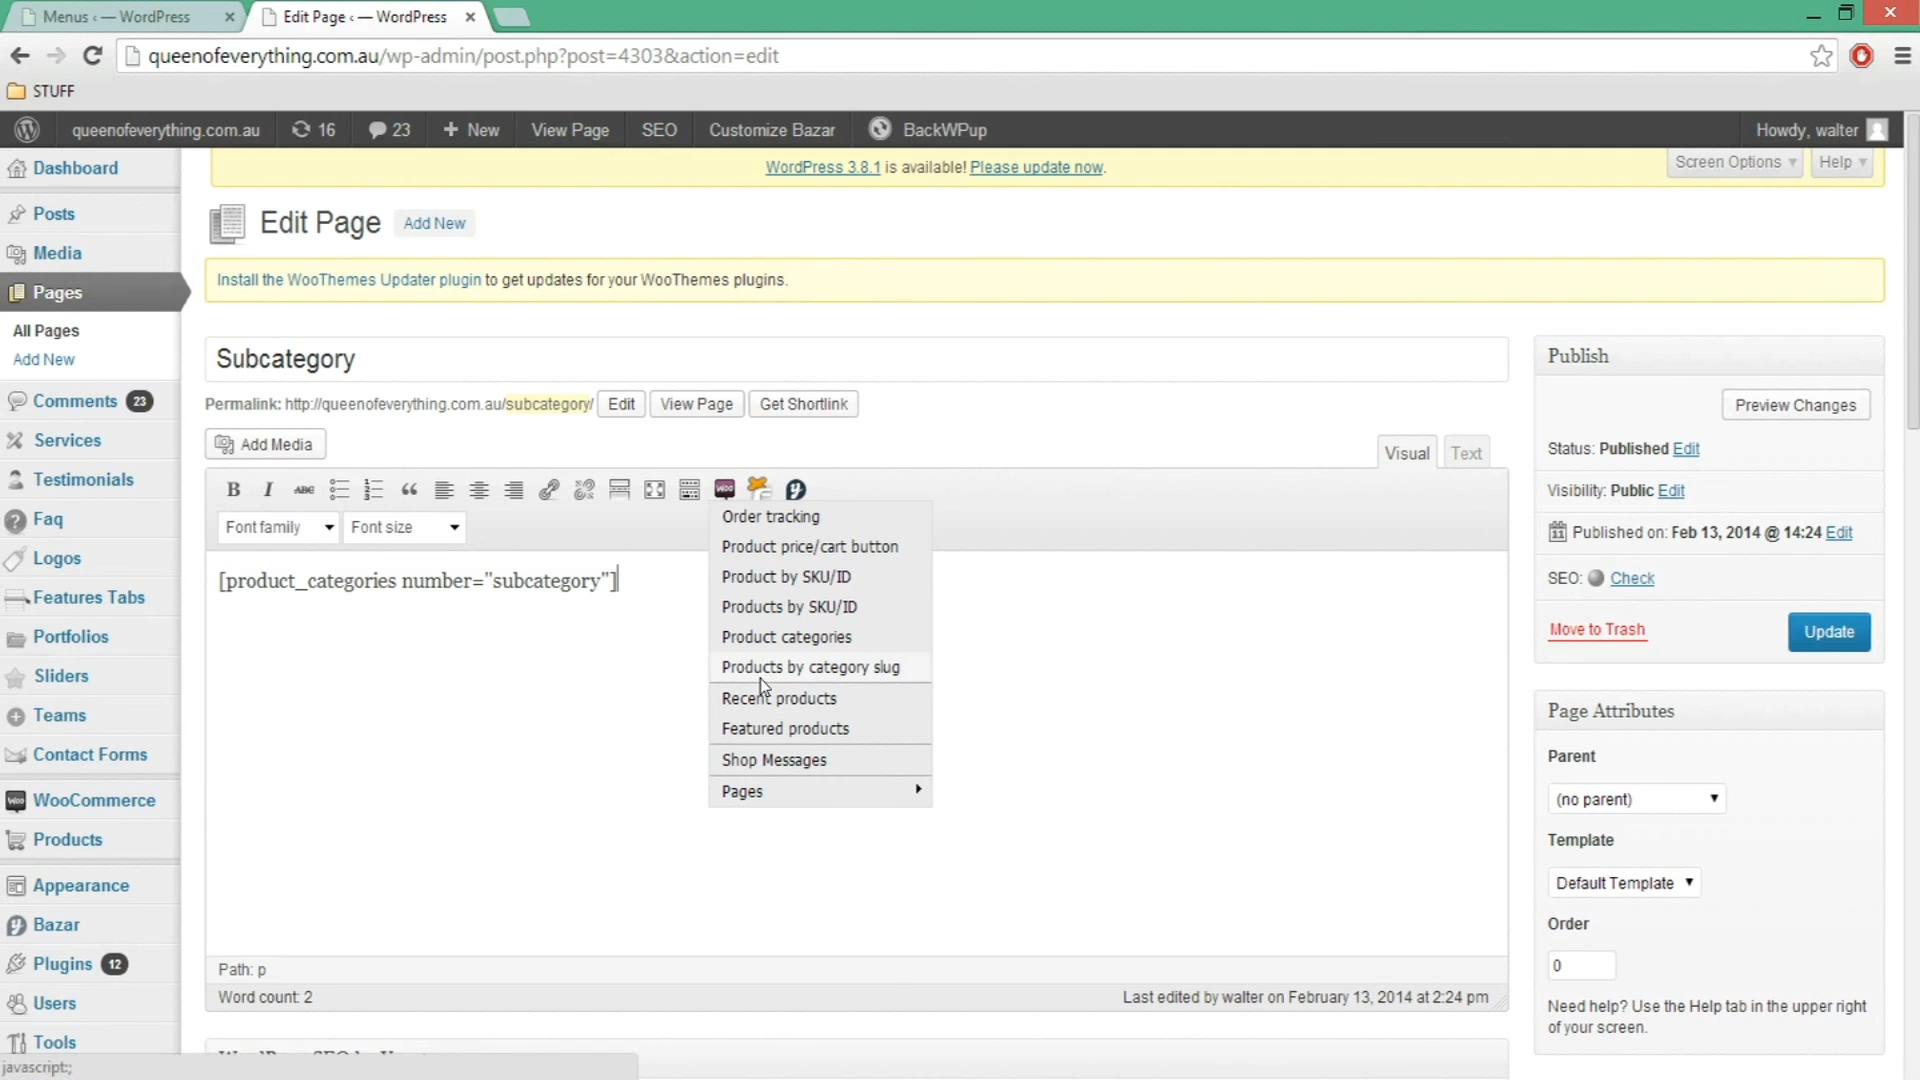 Menus ‹ — WordPress
Edit Page ‹ — WordPress
queenofeverything.com.au/wp-admin/post.php?post=4303&action=edit
STUFF
queenofeverything.com.au
16
23
New
View Page
SEO
Customize Bazar
BackWPup
Howdy, walter
Dashboard
Posts
Media
Pages
All Pages
Add New
Comments 23
Services
Testimonials
Faq
Logos
Features Tabs
Portfolios
Sliders
Teams
Contact Forms
WooCommerce
Products
Appearance
Bazar
Plugins 12
Users
Tools
javascript:;
WordPress 3.8.1 is available! Please update now.
Screen Options
Help
Edit Page
Add New
Install the WooThemes Updater plugin to get updates for your WooThemes plugins.
Subcategory
Permalink: http://queenofeverything.com.au/subcategory/
Edit
View Page
Get Shortlink
Add Media
Visual
Text
B I ABC
Font family
Font size
[product_categories number="subcategory"]
Order tracking
Product price/cart button
Product by SKU/ID
Products by SKU/ID
Product categories
Products by category slug
Recent products
Featured products
Shop Messages
Pages
Path: p
Word count: 2
Last edited by walter on February 13, 2014 at 2:24 pm
Publish
Preview Changes
Status: Published Edit
Visibility: Public Edit
Published on: Feb 13, 2014 @ 14:24 Edit
SEO: Check
Move to Trash
Update
Page Attributes
Parent
(no parent)
Template
Default Template
Order
0
Need help? Use the Help tab in the upper right
of your screen.